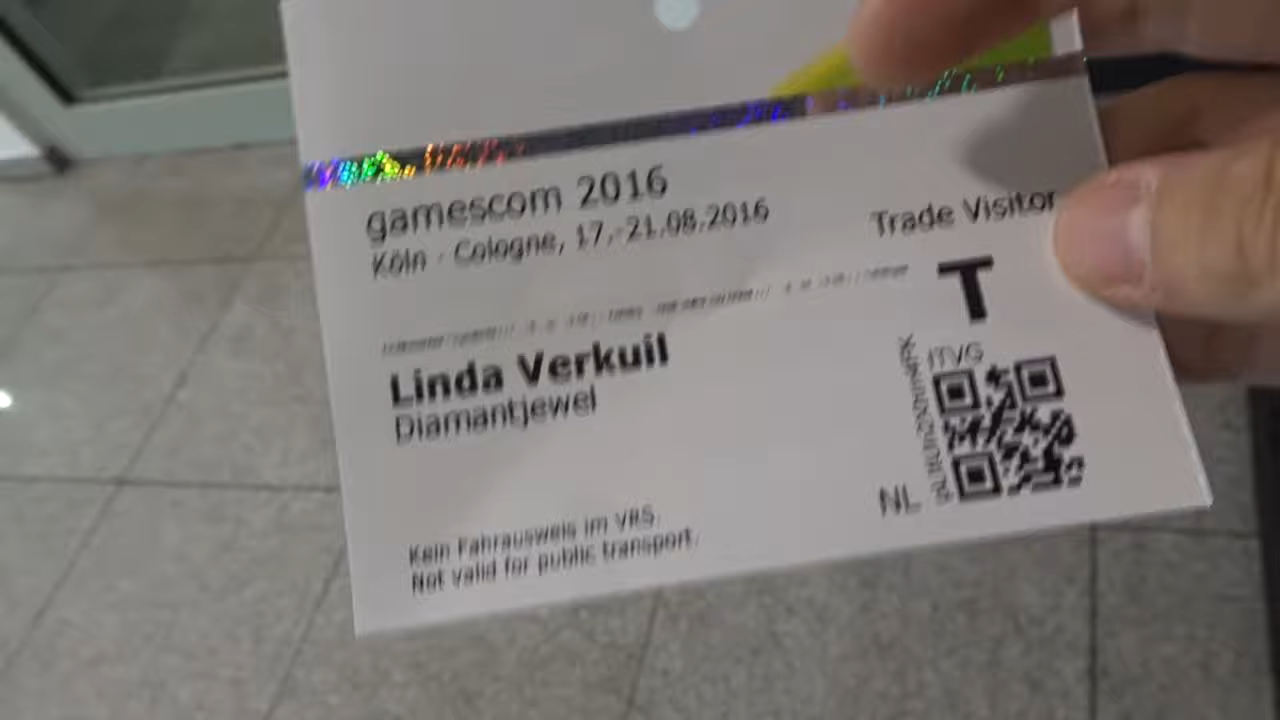 gamescom 2016
Köln · Cologne, 17.-21.08.2016
Trade Visitor
T
Linda Verkuil
Diamantjewel
ITVG
NL
Kein Fahrausweis im VRS.
Not valid for public transport.